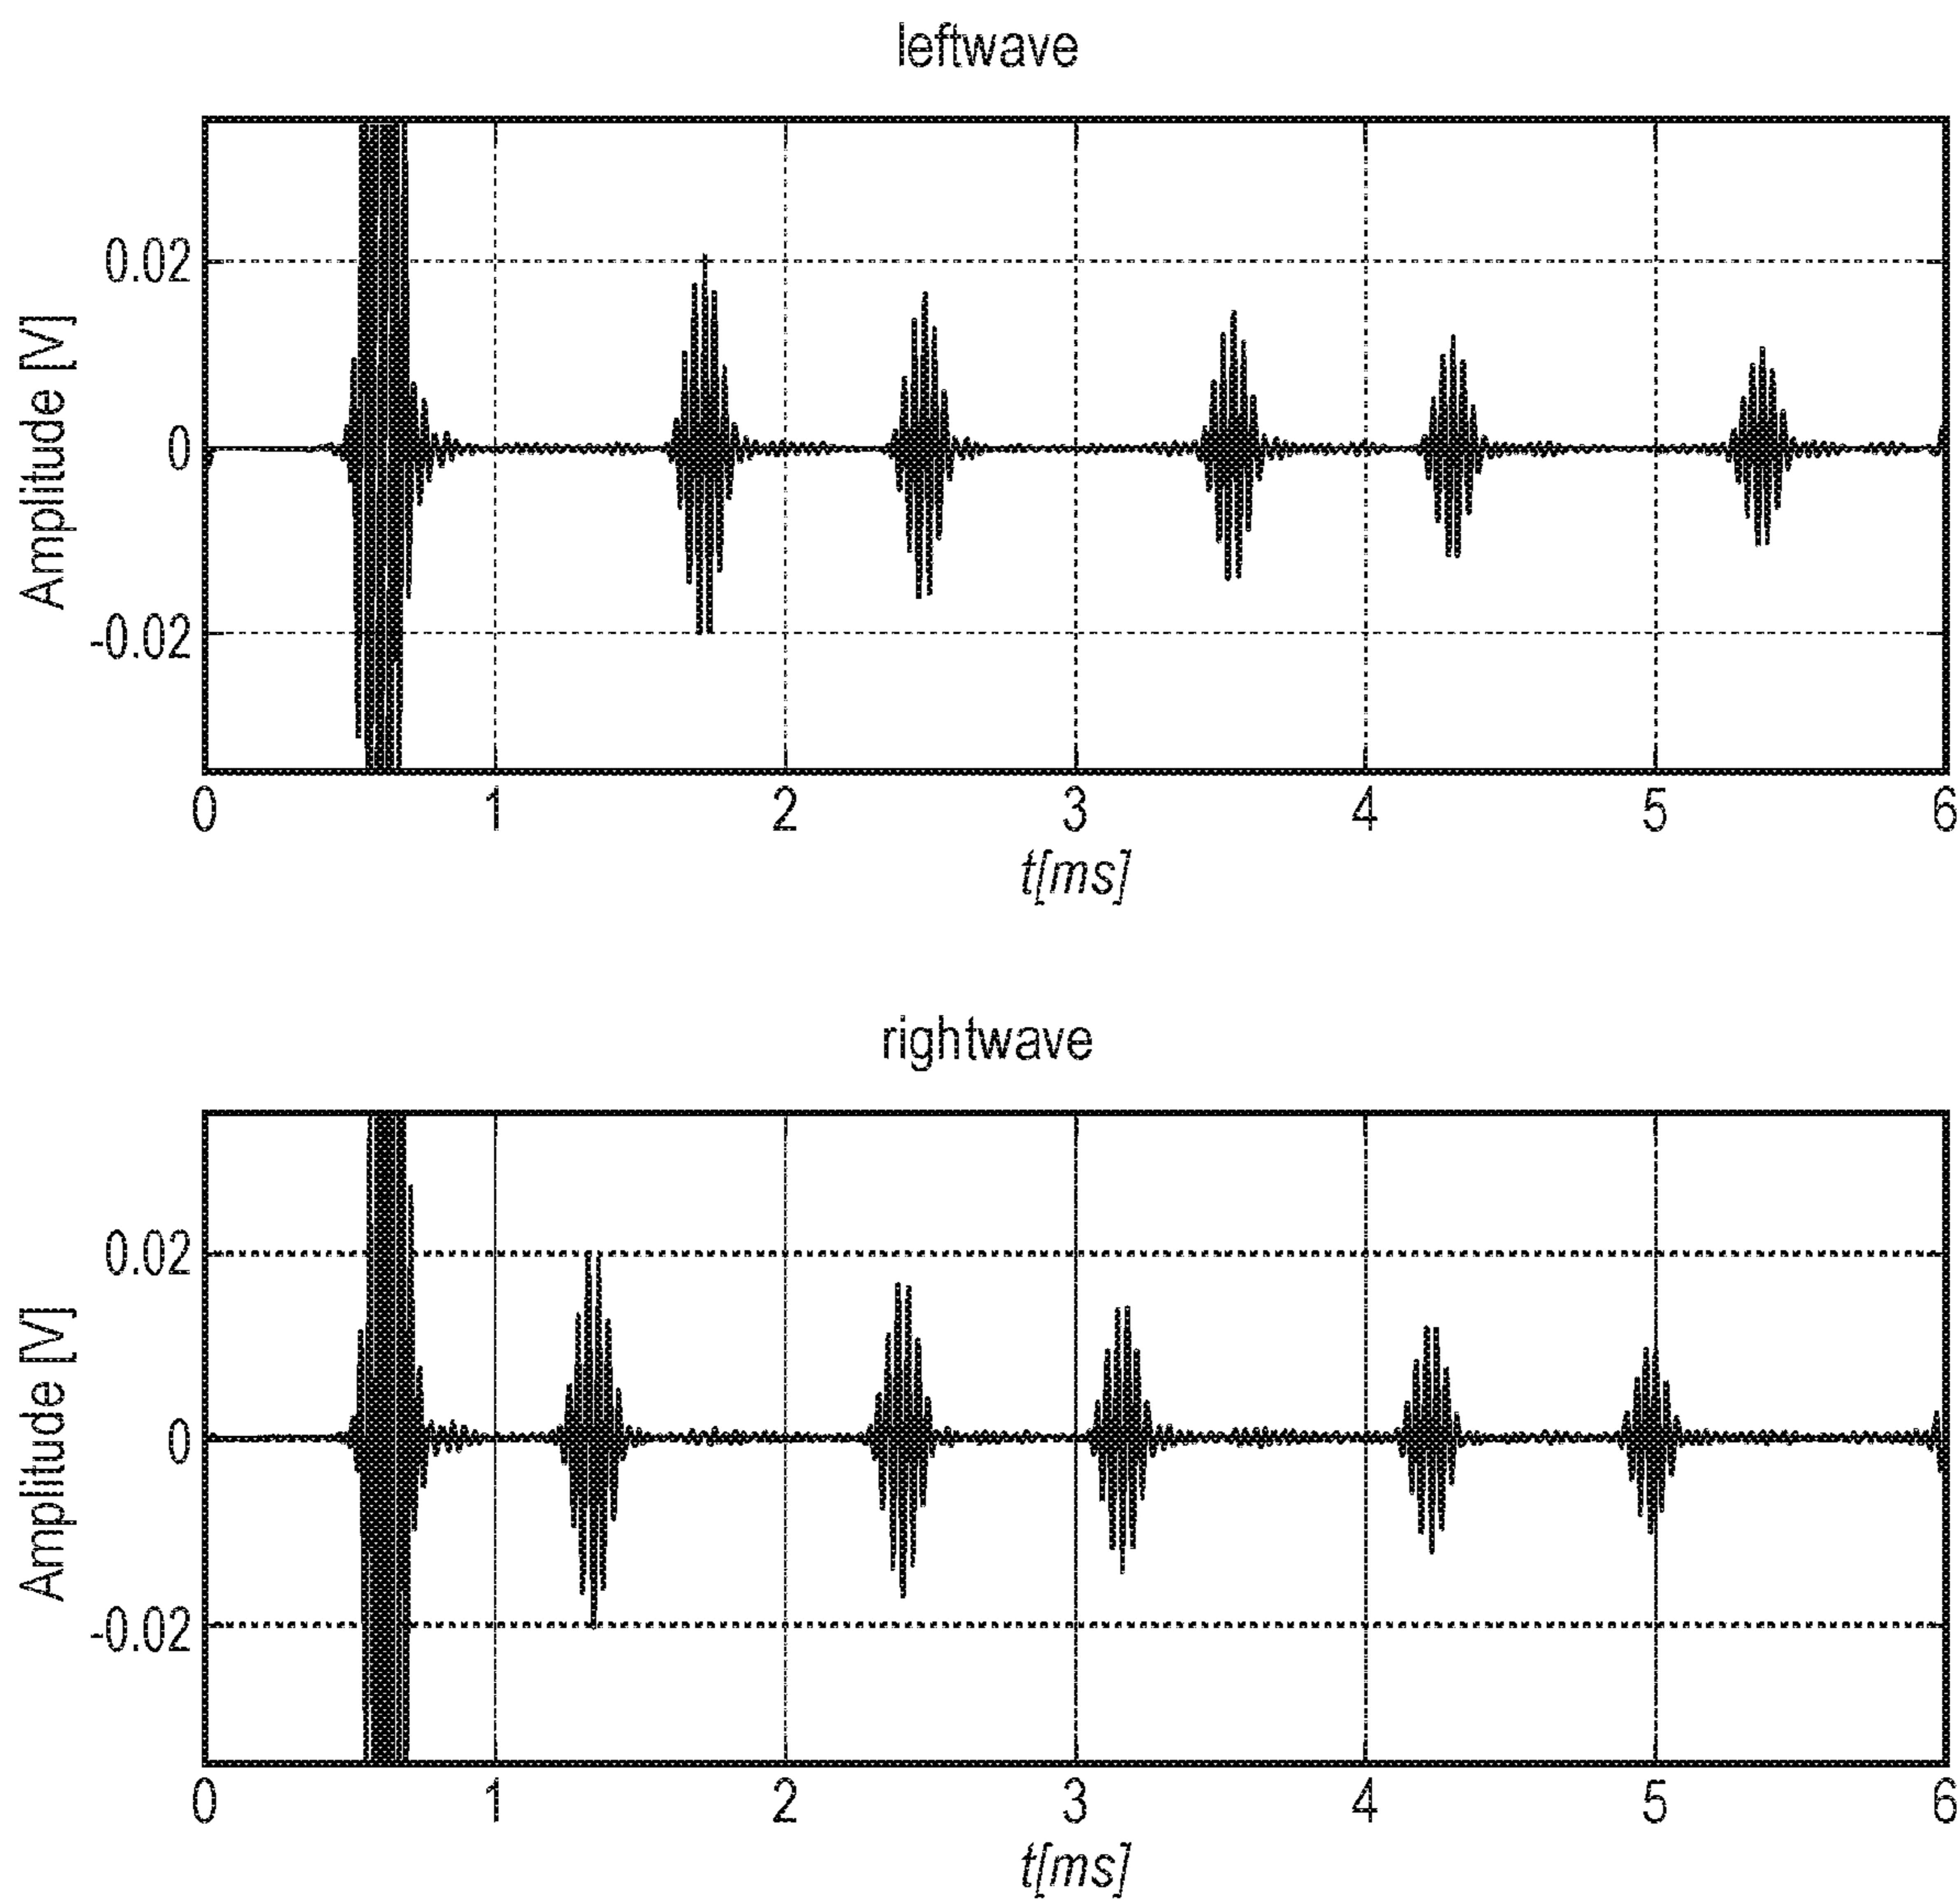 leftwave
Amplitude [V]
0.02
0
-0.02
0 1 2 3 4 5 6
t[ms]
rightwave
Amplitude [V]
0.02
0
-0.02
0 1 2 3 4 5 6
t[ms]